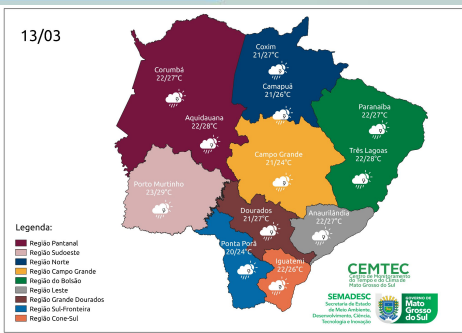 13/03
Coxim
21/27°C
Corumbá
22/27°C
Camapuã
21/26°C
Paranaiba
22/27°C
Aquidauana
22/28°C
Três Lagoas
22/28°C
Campo Grande
21/24°C
Porto Murtinho
23/29°C
Dourados
21/27°C
Anaurilândia
22/27°C
Ponta Porã
20/24°C
Iguatemi
22/26°C
Legenda:
Região Pantanal
Região Sudoeste
Região Norte
Região Campo Grande
Região do Bolsão
Região Leste
Região Grande Dourados
Região Sul-Fronteira
Região Cone-Sul
CEMTEC
Centro de Monitoramento
do Tempo e do Clima de
Mato Grosso do Sul
SEMADESC
Secretaria de Estado
de Meio Ambiente,
Desenvolvimento, Ciência,
Tecnologia e Inovação
GOVERNO DE
Mato
Grosso
do Sul